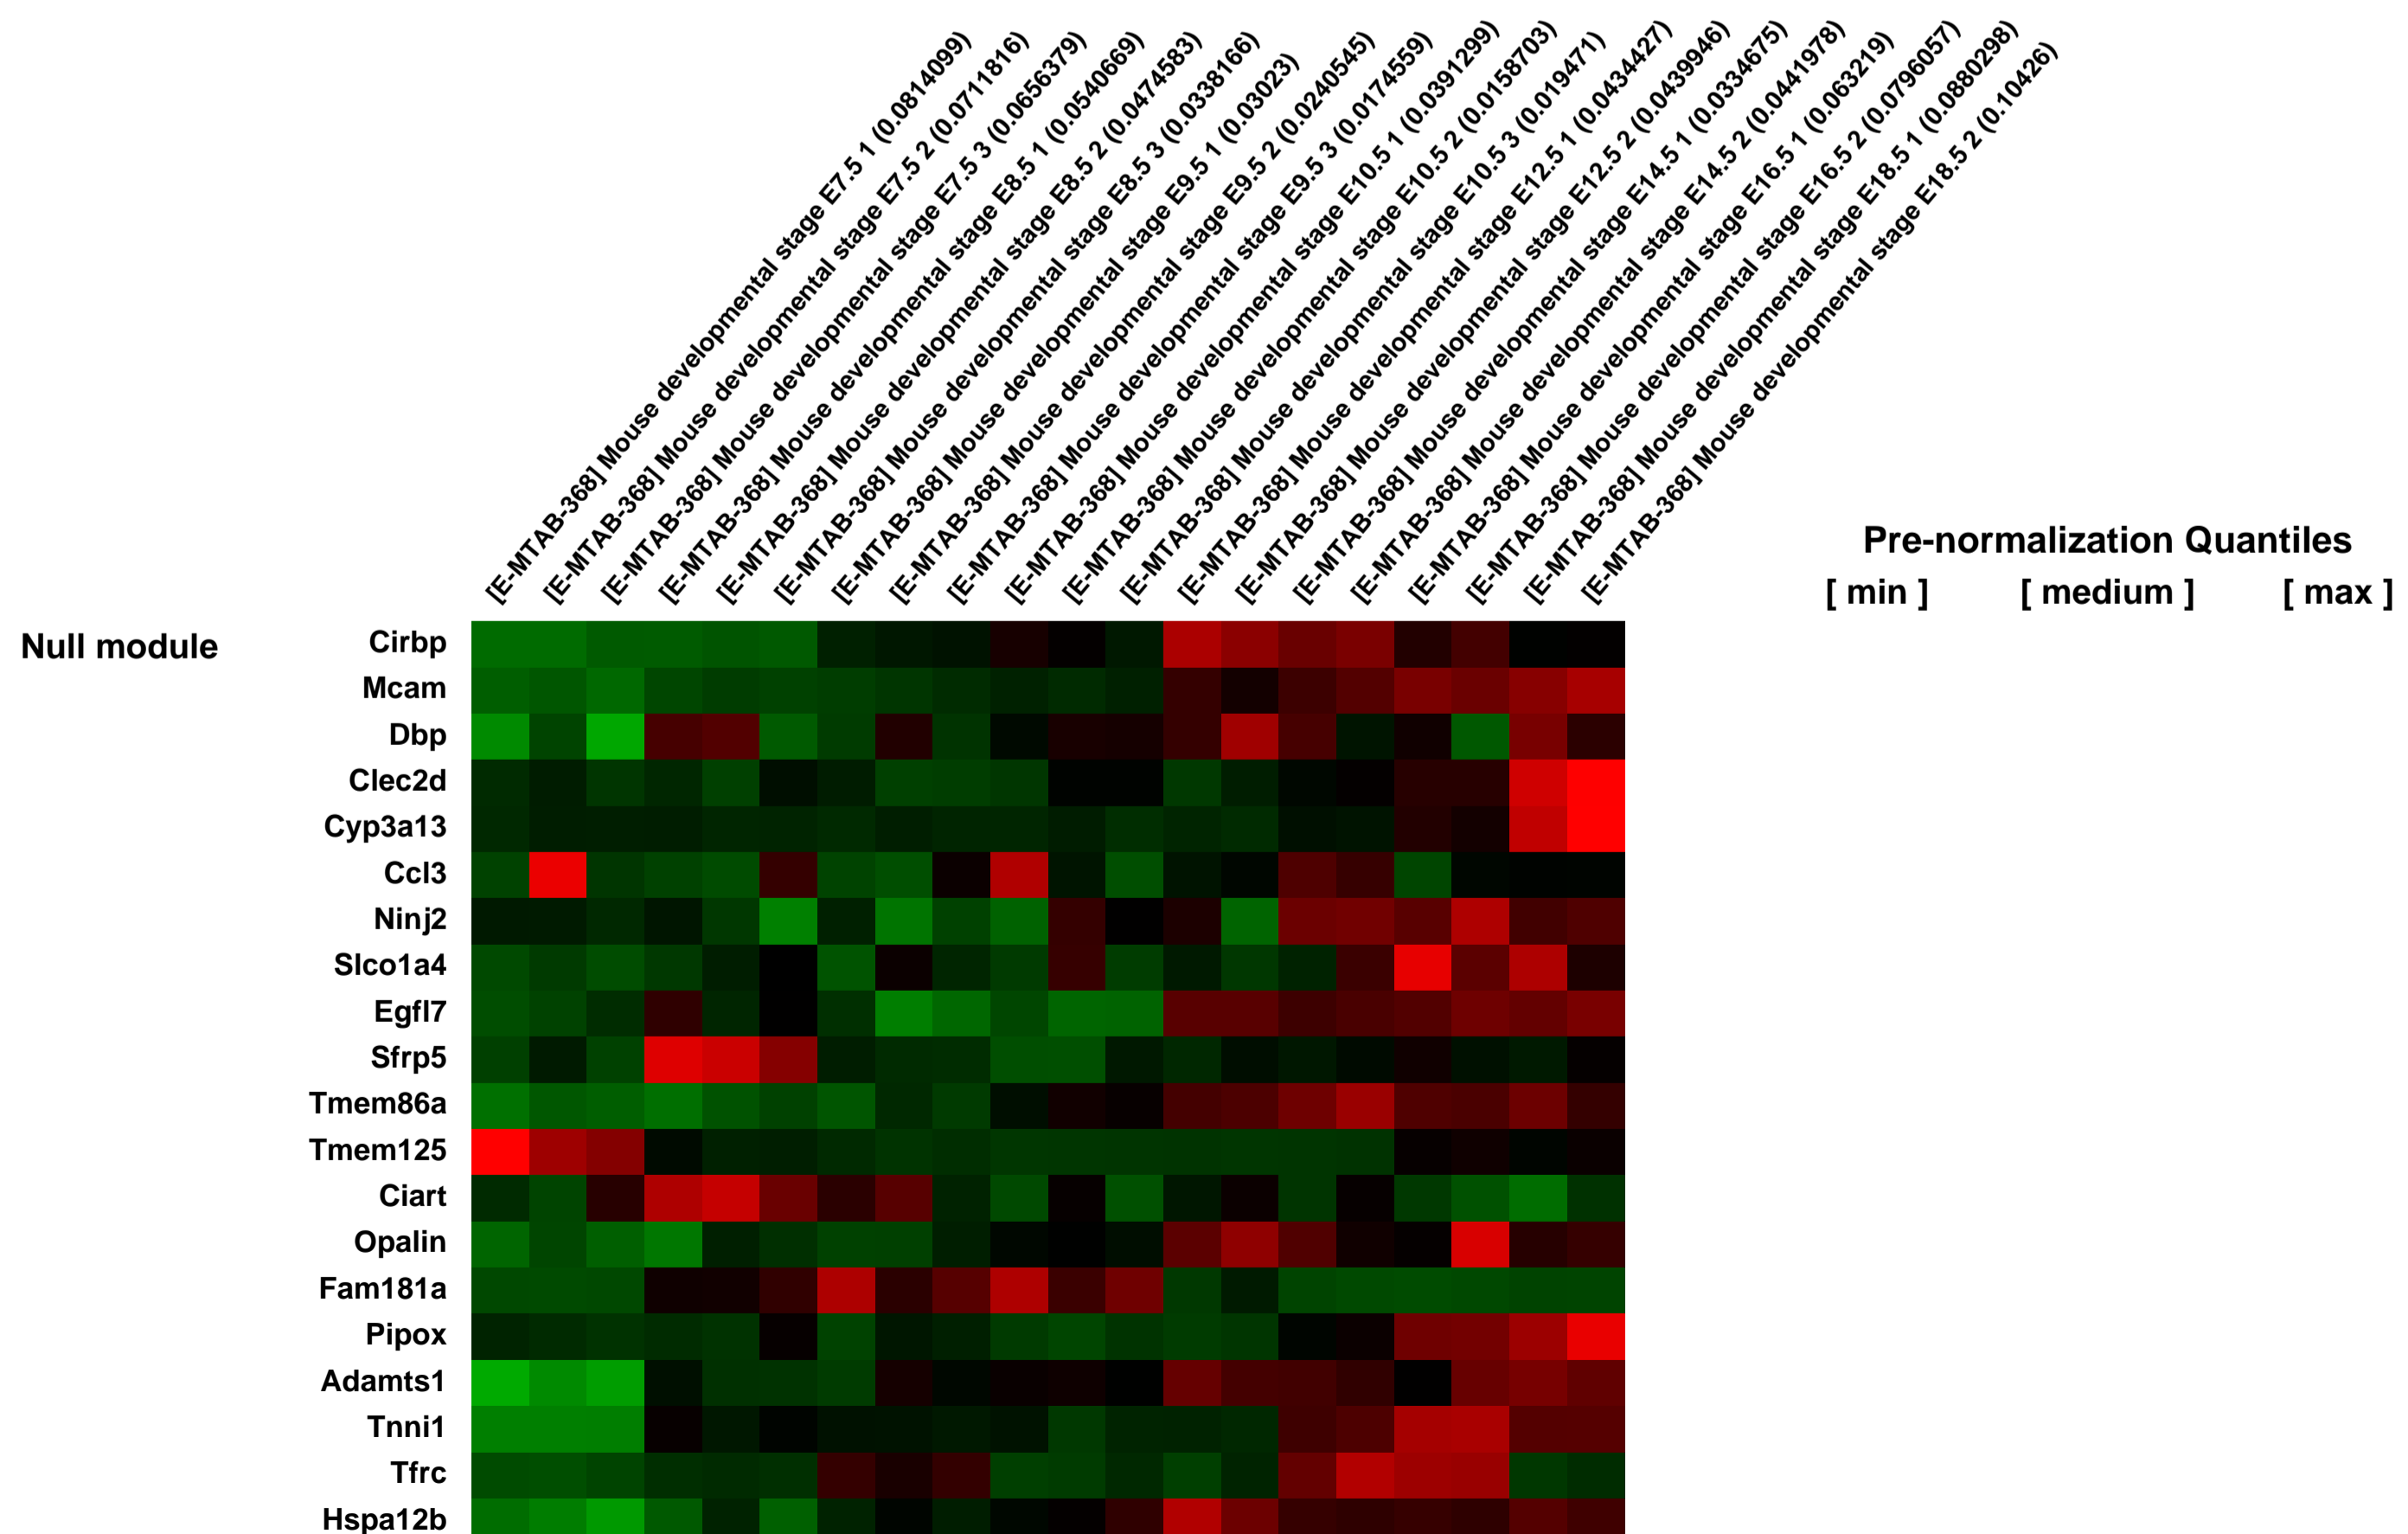 [E-MTAB-368] Mouse developmental stage E7.5 1 (0.0814099)
[E-MTAB-368] Mouse developmental stage E7.5 2 (0.0711816)
[E-MTAB-368] Mouse developmental stage E7.5 3 (0.0656379)
[E-MTAB-368] Mouse developmental stage E8.5 1 (0.0540669)
[E-MTAB-368] Mouse developmental stage E8.5 2 (0.0474583)
[E-MTAB-368] Mouse developmental stage E8.5 3 (0.0338166)
[E-MTAB-368] Mouse developmental stage E9.5 1 (0.03023)
[E-MTAB-368] Mouse developmental stage E9.5 2 (0.0240545)
[E-MTAB-368] Mouse developmental stage E9.5 3 (0.0174559)
[E-MTAB-368] Mouse developmental stage E10.5 1 (0.0391299)
[E-MTAB-368] Mouse developmental stage E10.5 2 (0.0158703)
[E-MTAB-368] Mouse developmental stage E10.5 3 (0.019471)
[E-MTAB-368] Mouse developmental stage E12.5 1 (0.0434427)
[E-MTAB-368] Mouse developmental stage E12.5 2 (0.0439946)
[E-MTAB-368] Mouse developmental stage E14.5 1 (0.0334675)
[E-MTAB-368] Mouse developmental stage E14.5 2 (0.0441978)
[E-MTAB-368] Mouse developmental stage E16.5 1 (0.063219)
[E-MTAB-368] Mouse developmental stage E16.5 2 (0.0796057)
[E-MTAB-368] Mouse developmental stage E18.5 1 (0.0880298)
[E-MTAB-368] Mouse developmental stage E18.5 2 (0.10426)
Pre-normalization Quantiles
[ min ] [ medium ] [ max ]
Null module
Cirbp
Mcam
Dbp
Clec2d
Cyp3a13
Ccl3
Ninj2
Slco1a4
Egfl7
Sfrp5
Tmem86a
Tmem125
Ciart
Opalin
Fam181a
Pipox
Adamts1
Tnni1
Tfrc
Hspa12b